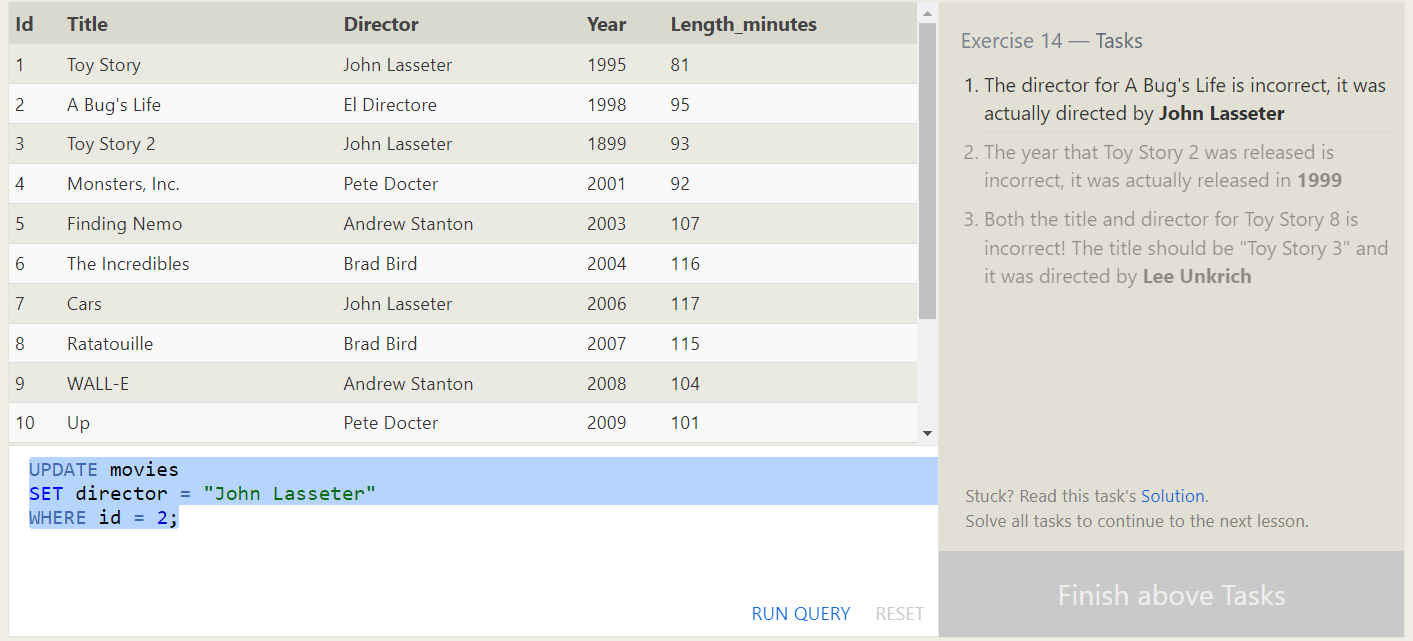 Id Title Director Year Length_minutes
1 Toy Story John Lasseter 1995 81
2 A Bug's Life El Directore 1998 95
3 Toy Story 2 John Lasseter 1899 93
4 Monsters, Inc. Pete Docter 2001 92
5 Finding Nemo Andrew Stanton 2003 107
6 The Incredibles Brad Bird 2004 116
7 Cars John Lasseter 2006 117
8 Ratatouille Brad Bird 2007 115
9 WALL-E Andrew Stanton 2008 104
10 Up Pete Docter 2009 101
UPDATE movies
SET director = "John Lasseter"
WHERE id = 2;
RUN QUERY RESET
Exercise 14 — Tasks
1. The director for A Bug's Life is incorrect, it was
actually directed by John Lasseter
2. The year that Toy Story 2 was released is
incorrect, it was actually released in 1999
3. Both the title and director for Toy Story 8 is
incorrect! The title should be "Toy Story 3" and
it was directed by Lee Unkrich
Stuck? Read this task's Solution.
Solve all tasks to continue to the next lesson.
Finish above Tasks